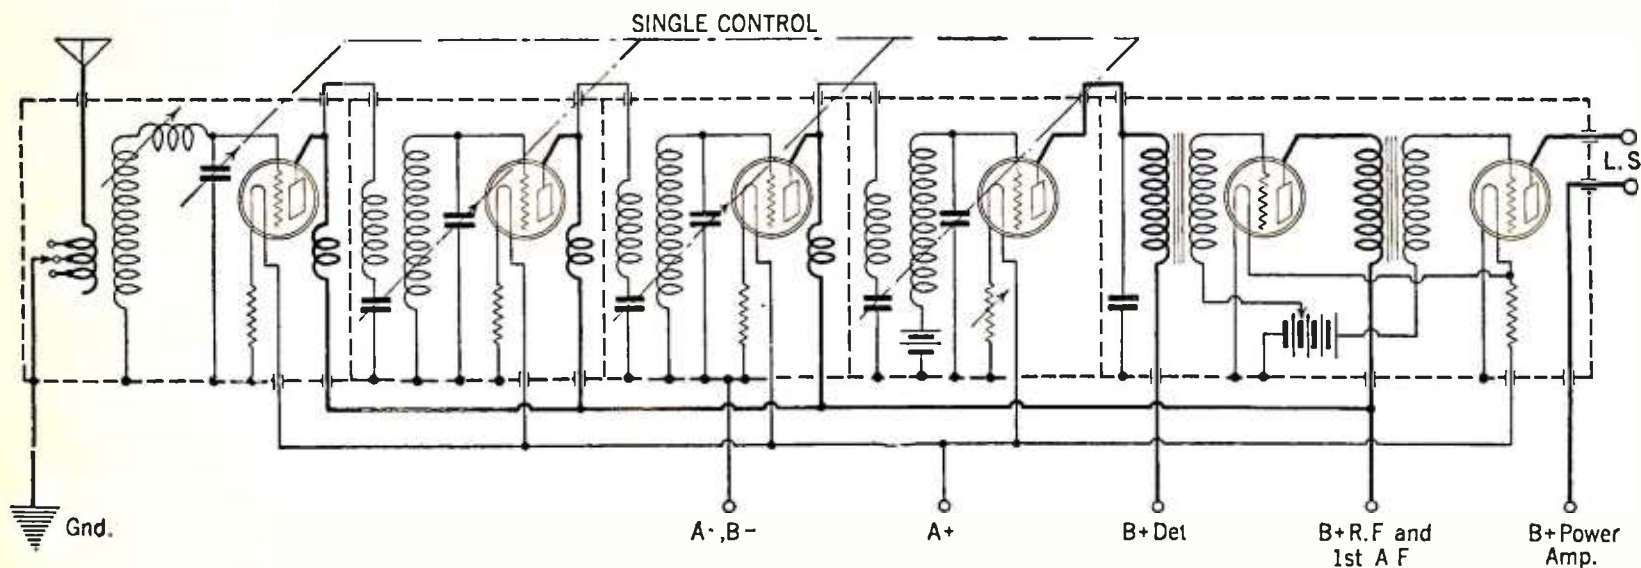 SINGLE CONTROL
L.S
Gnd.
A-,B-
A+
B+Det
B+R.F and
1st A F
B+Power
Amp.